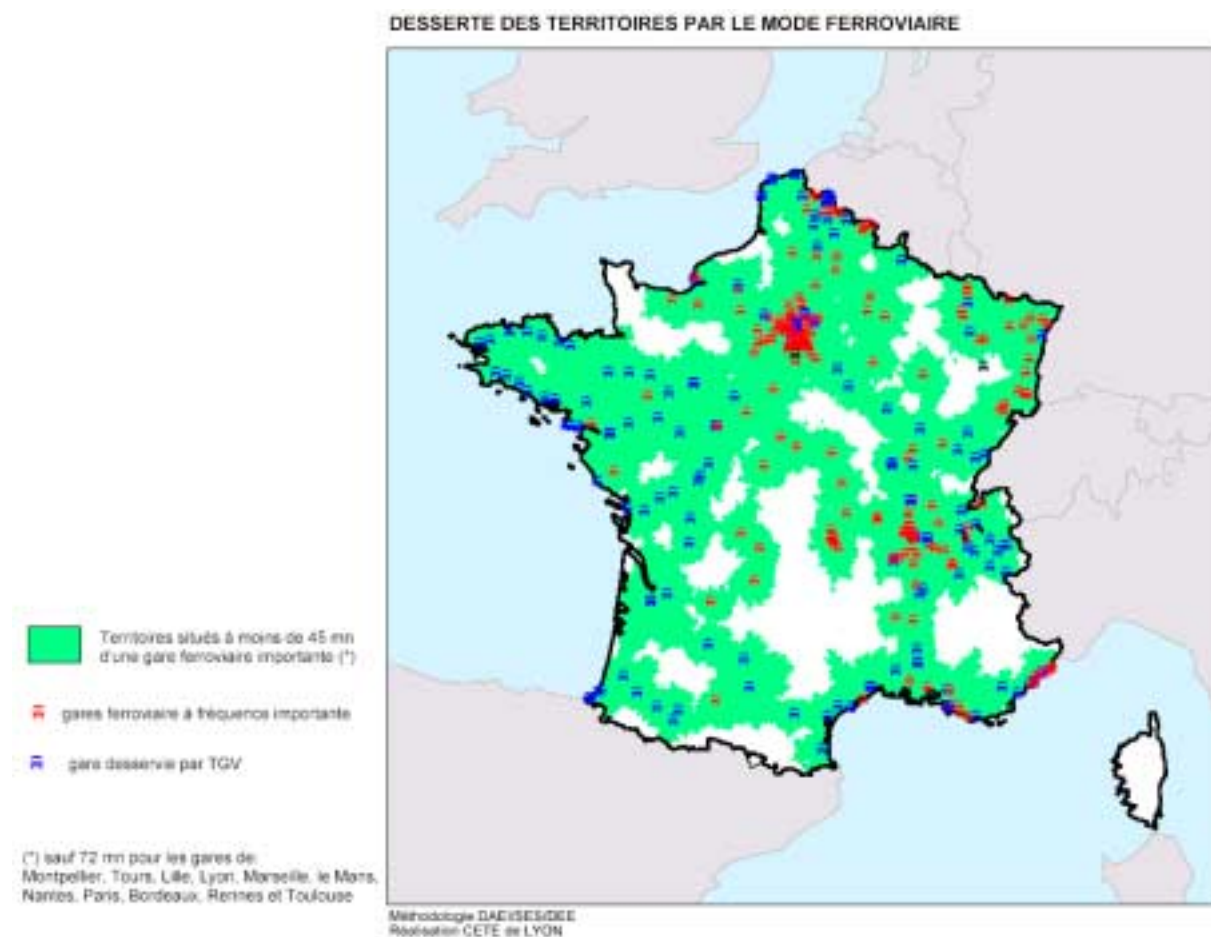 DESSERTE DES TERRITOIRES PAR LE MODE FERROVIAIRE
Territoires situés à moins de 45 mn
d'une gare ferroviaire importante (*)
gares ferroviaire à fréquence importante
gare desservie par TGV
(*) sauf 72 mn pour les gares de:
Montpellier, Tours, Lille, Lyon, Marseille, le Mans,
Nantes, Paris, Bordeaux, Rennes et Toulouse
Méthodologie DAEI/SES/DEE
Réalisation CETE de LYON